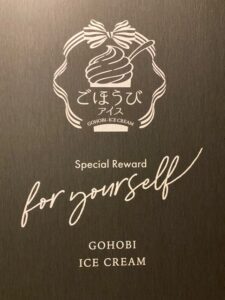 ごほうび
アイス
GOHOBI-ICE CREAM
Special Reward
for yourself
GOHOBI
ICE CREAM